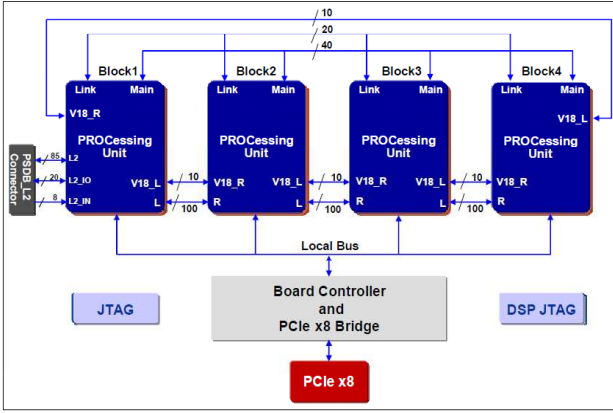 10
20
40
Block1
Block2
Block3
Block4
Link Main
Link Main
Link Main
Link Main
V18_R
V18_L
PROCessing
Unit
PROCessing
Unit
PROCessing
Unit
PROCessing
Unit
PSDB_L2
Connector
85
L2
20
L2_IO
8
L2_IN
V18_L
10
V18_R
V18_L
10
V18_R
V18_L
10
V18_R
L
100
R
L
100
R
L
100
R
Local Bus
JTAG
Board Controller
and
PCIe x8 Bridge
DSP JTAG
PCIe x8